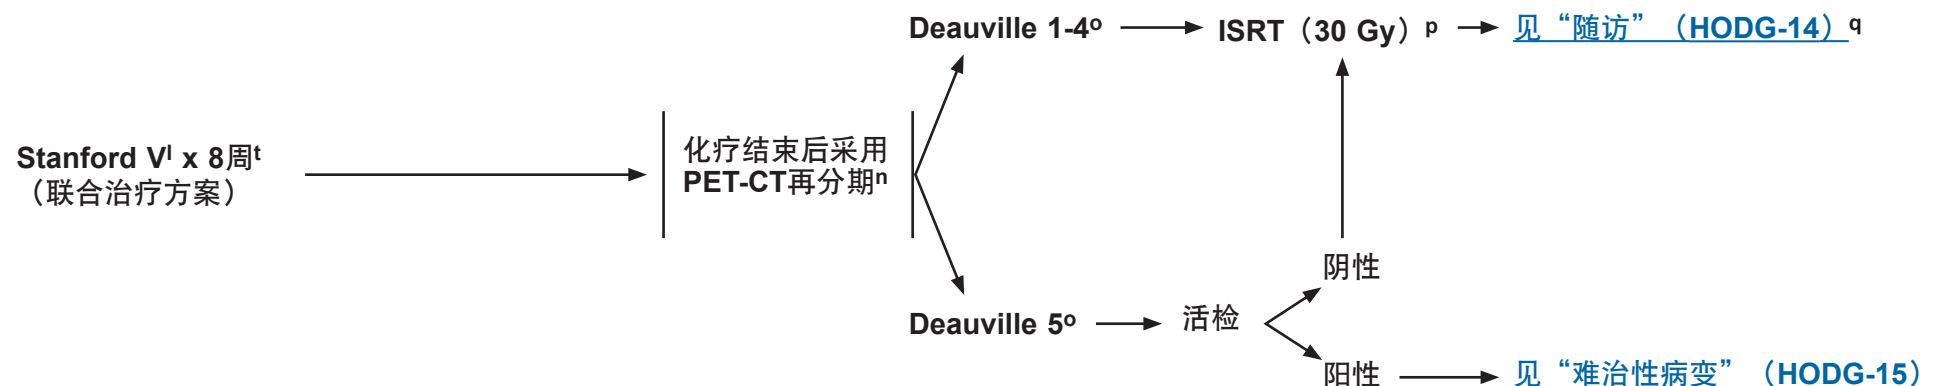 Deauville 1-4º
ISRT（30 Gy）ᵖ
见“随访”（HODG-14）q
Stanford Vˡ x 8周ᵗ
（联合治疗方案）
化疗结束后采用
PET-CT再分期ⁿ
阴性
Deauville 5º
活检
阳性
见“难治性病变”（HODG-15）